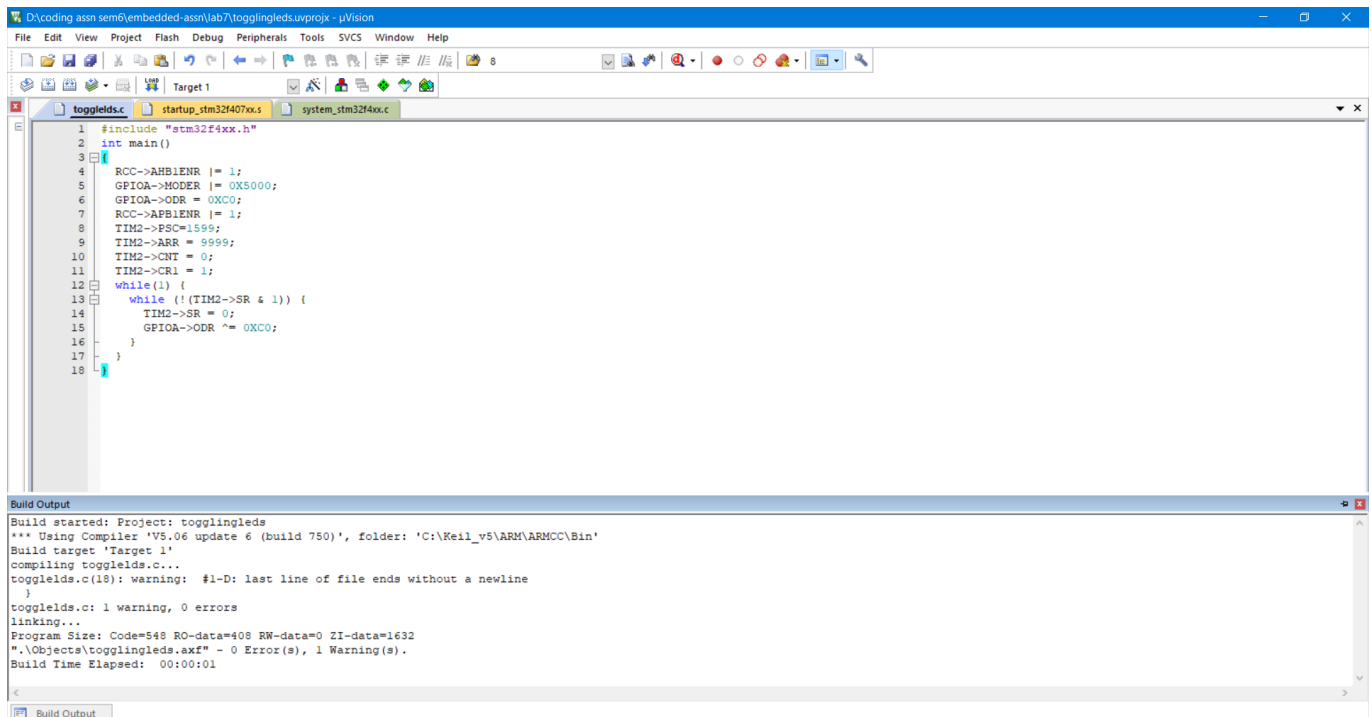 D:\coding assn sem6\embedded-assn\lab7\togglingleds.uvprojx - µVision
File Edit View Project Flash Debug Peripherals Tools SVCS Window Help
8
LOAD Target 1
togglelds.c startup_stm32f407xx.s system_stm32f4xx.c
1 #include "stm32f4xx.h"
2 int main()
3 {
4 RCC->AHB1ENR |= 1;
5 GPIOA->MODER |= 0X5000;
6 GPIOA->ODR = 0XC0;
7 RCC->APB1ENR |= 1;
8 TIM2->PSC=1599;
9 TIM2->ARR = 9999;
10 TIM2->CNT = 0;
11 TIM2->CR1 = 1;
12 while(1) {
13 while (!(TIM2->SR & 1)) {
14 TIM2->SR = 0;
15 GPIOA->ODR ^= 0XC0;
16 }
17 }
18 }
Build Output
Build started: Project: togglingleds
*** Using Compiler 'V5.06 update 6 (build 750)', folder: 'C:\Keil_v5\ARM\ARMCC\Bin'
Build target 'Target 1'
compiling togglelds.c...
togglelds.c(18): warning:  #1-D: last line of file ends without a newline
}
togglelds.c: 1 warning, 0 errors
linking...
Program Size: Code=548 RO-data=408 RW-data=0 ZI-data=1632
".\Objects\togglingleds.axf" - 0 Error(s), 1 Warning(s).
Build Time Elapsed:  00:00:01
Build Output